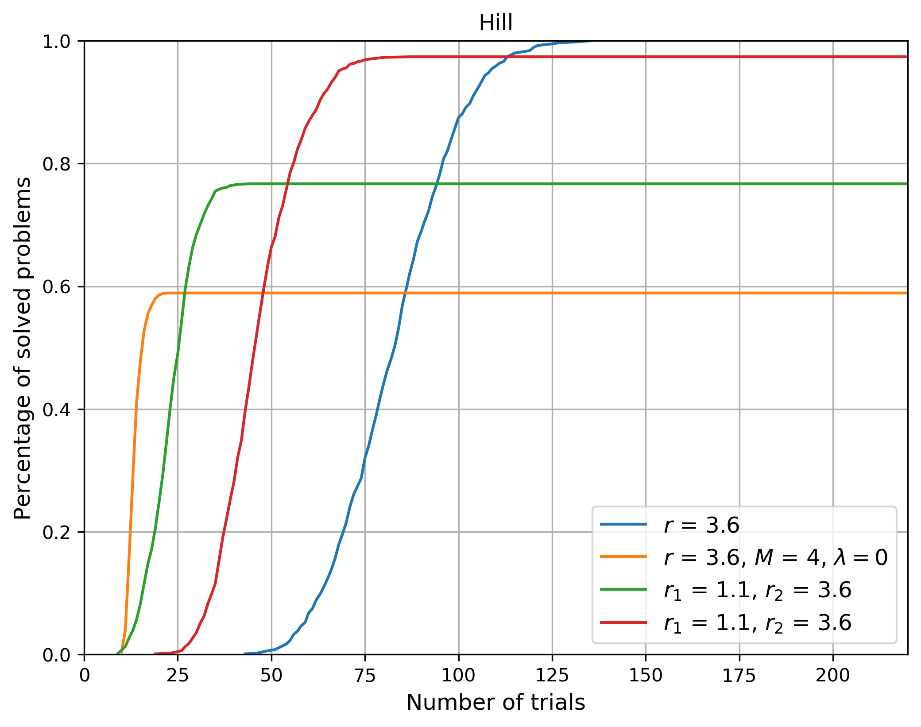 Hill
Percentage of solved problems
1.0
0.8
0.6
0.4
0.2
0.0
0 25 50 75 100 125 150 175 200
Number of trials
r = 3.6
r = 3.6, M = 4, λ = 0
r₁ = 1.1, r₂ = 3.6
r₁ = 1.1, r₂ = 3.6